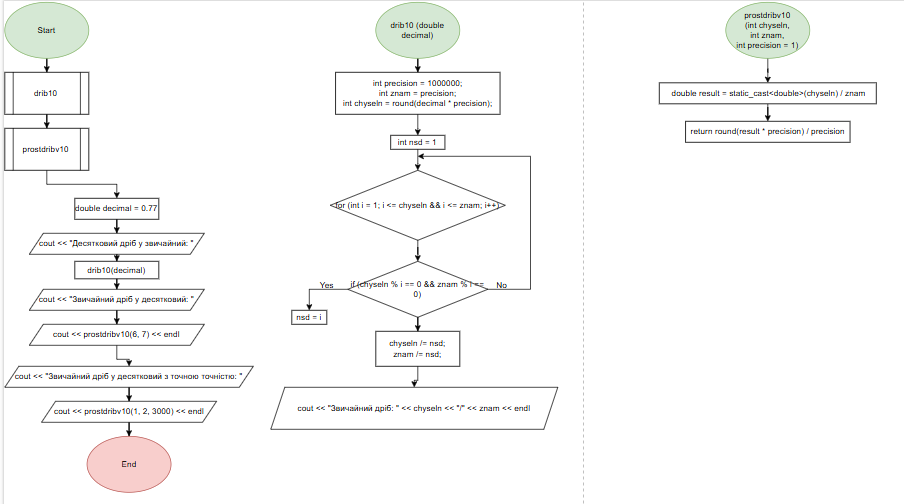 Start
drib10
prostdribv10
double decimal = 0.77
cout << "Десятковий дріб у звичайний: "
drib10(decimal)
cout << "Звичайний дріб у десятковий: "
cout << prostdribv10(6, 7) << endl
cout << "Звичайний дріб у десятковий з точною точністю: "
cout << prostdribv10(1, 2, 3000) << endl
End
drib10 (double
decimal)
int precision = 1000000;
int znam = precision;
int chyseln = round(decimal * precision);
int nsd = 1
for (int i = 1; i <= chyseln && i <= znam; i++)
if (chyseln % i == 0 && znam % i ==
0)
Yes
No
nsd = i
chyseln /= nsd;
znam /= nsd;
cout << "Звичайний дріб: " << chyseln << "/" << znam << endl
prostdribv10
(int chyseln,
int znam,
int precision = 1)
double result = static_cast<double>(chyseln) / znam
return round(result * precision) / precision